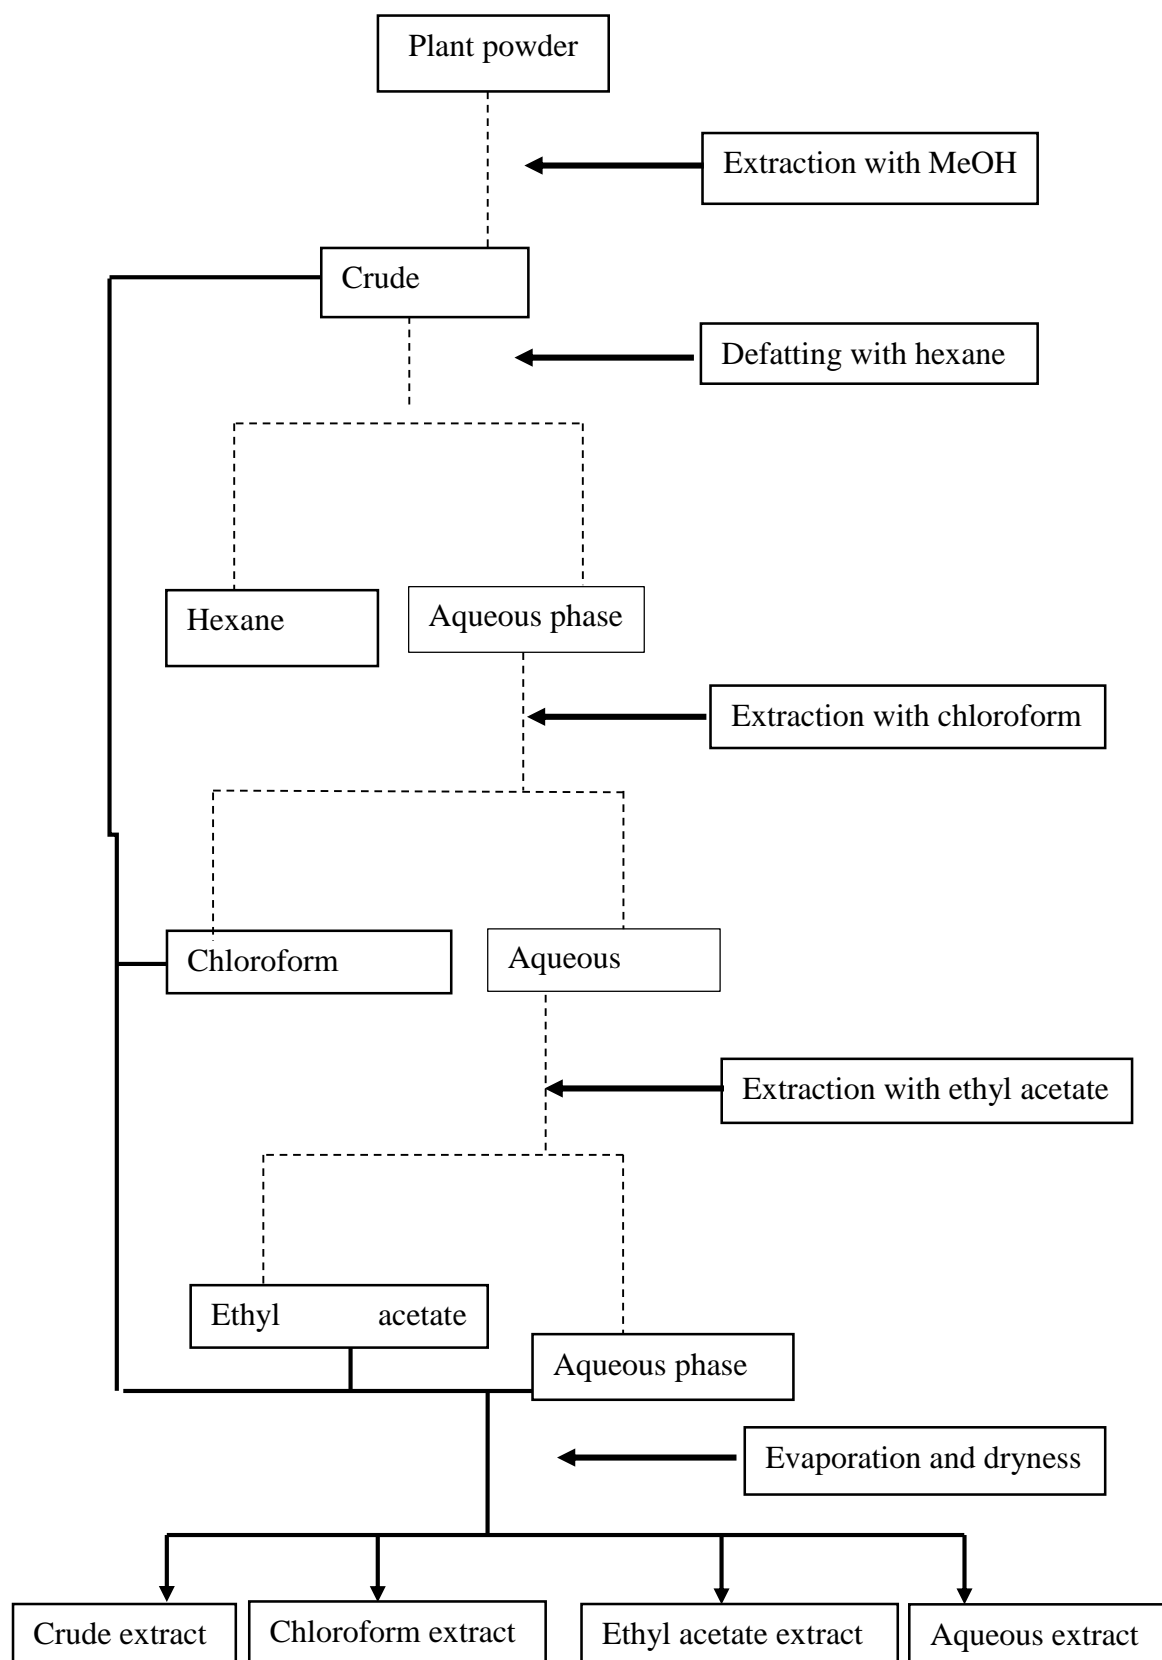 Plant powder
Extraction with MeOH
Crude
Defatting with hexane
Hexane
Aqueous phase
Extraction with chloroform
Chloroform
Aqueous
Extraction with ethyl acetate
Ethyl acetate
Aqueous phase
Evaporation and dryness
Crude extract
Chloroform extract
Ethyl acetate extract
Aqueous extract